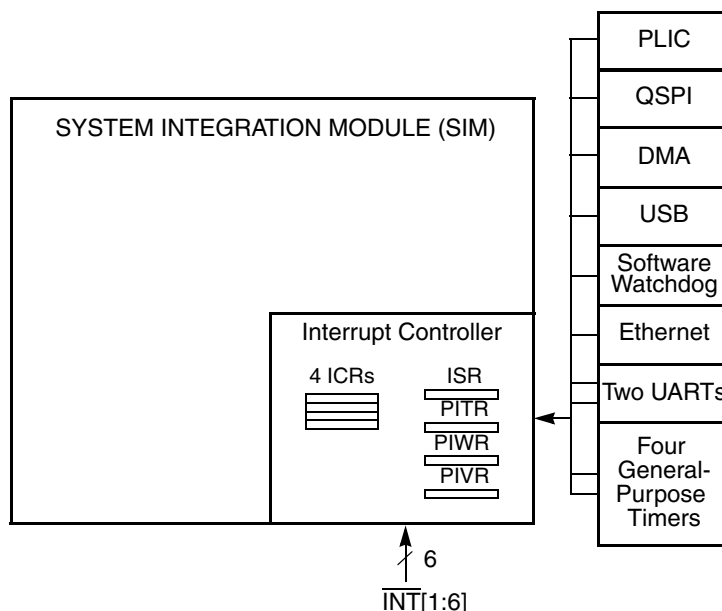 SYSTEM INTEGRATION MODULE (SIM)
Interrupt Controller
4 ICRs
ISR
PITR
PIWR
PIVR
6
INT[1:6]
PLIC
QSPI
DMA
USB
Software
Watchdog
Ethernet
Two UARTs
Four
General-
Purpose
Timers